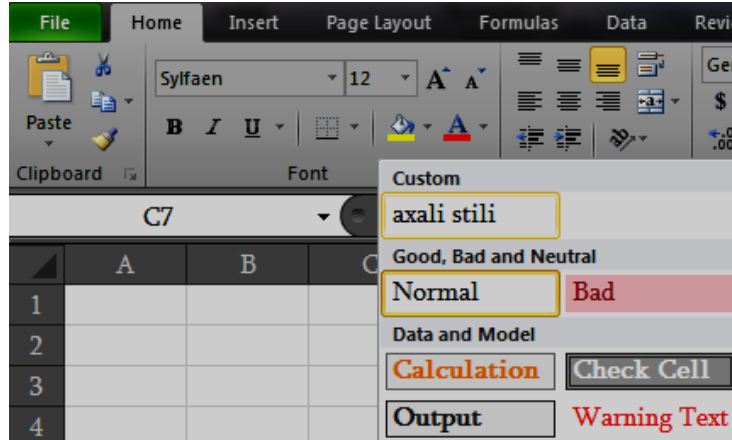 File Home Insert Page Layout Formulas Data
Sylfaen 12 A A
Paste B I U A $
Clipboard Font
Custom
C7 axali stili
Good, Bad and Neutral
A B C
1 Normal Bad
2 Data and Model
3 Calculation Check Cell
4 Output Warning Text